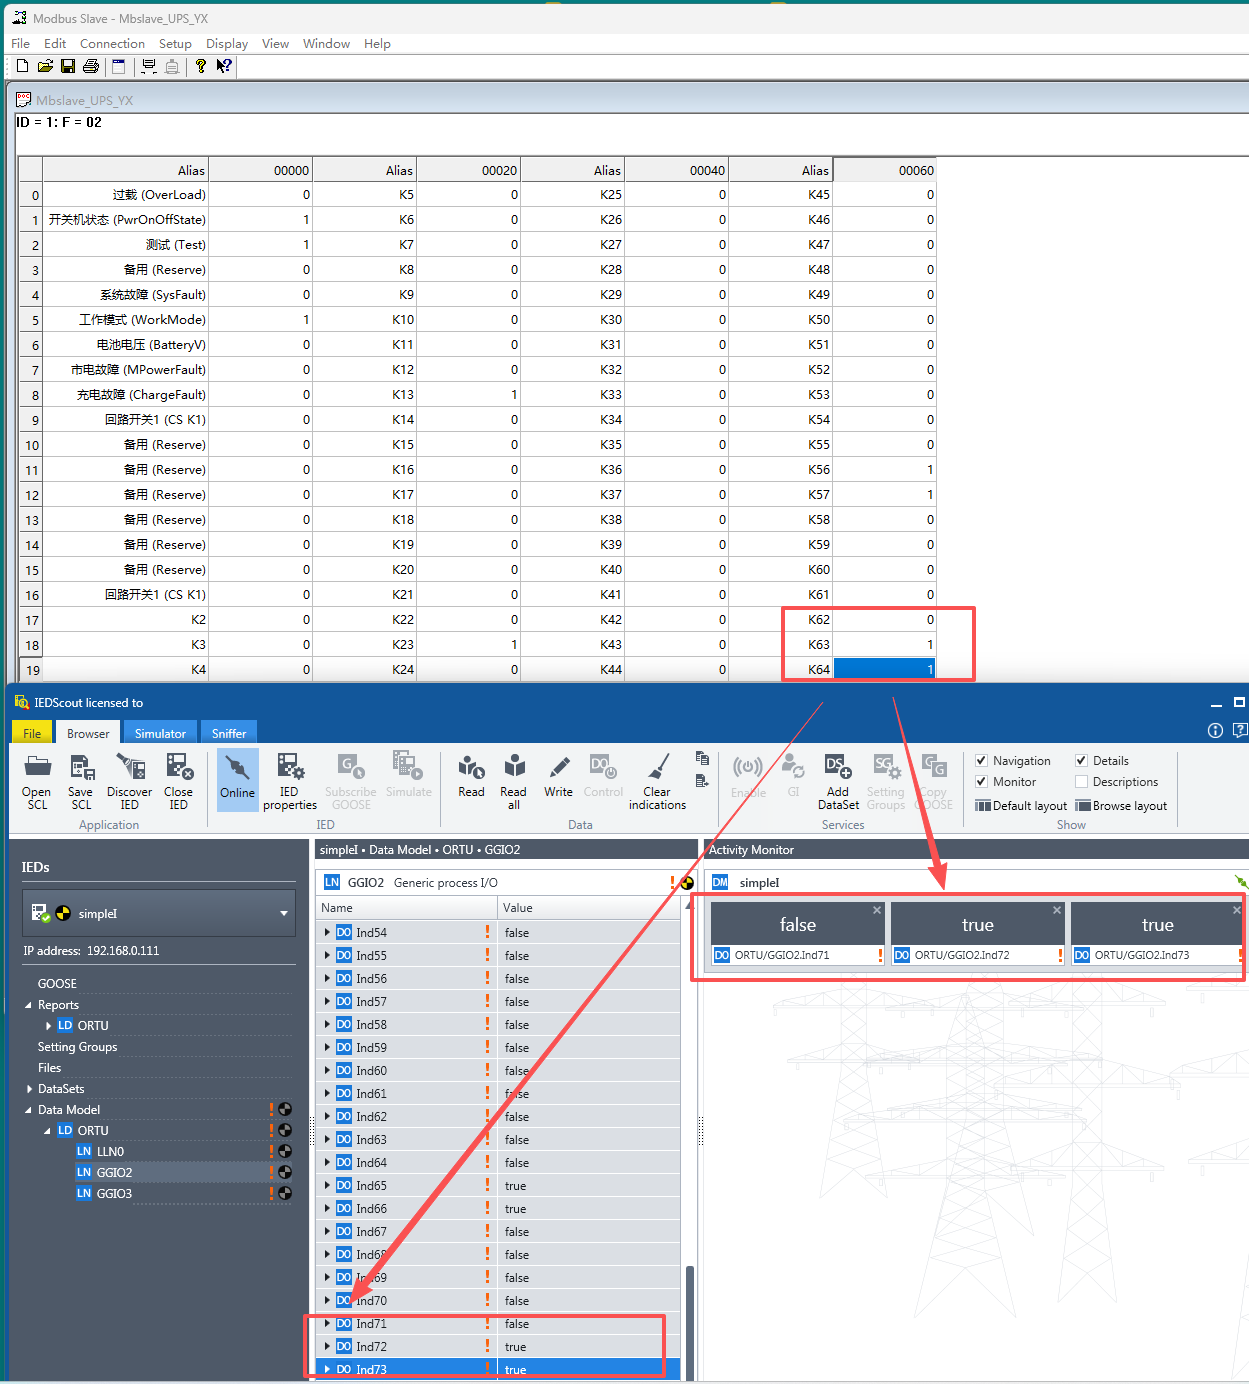 Modbus Slave - Mbslave_UPS_YX
File Edit Connection Setup Display View Window Help
Mbslave_UPS_YX
ID = 1: F = 02
Alias 00000 Alias 00020 Alias 00040 Alias 00060
0 过载 (OverLoad) 0 K5 0 K25 0 K45 0
1 开关机状态 (PwrOnOffState) 1 K6 0 K26 0 K46 0
2 测试 (Test) 1 K7 0 K27 0 K47 0
3 备用 (Reserve) 0 K8 0 K28 0 K48 0
4 系统故障 (SysFault) 0 K9 0 K29 0 K49 0
5 工作模式 (WorkMode) 1 K10 0 K30 0 K50 0
6 电池电压 (BatteryV) 0 K11 0 K31 0 K51 0
7 市电故障 (MPowerFault) 0 K12 0 K32 0 K52 0
8 充电故障 (ChargeFault) 0 K13 1 K33 0 K53 0
9 回路开关1 (CS K1) 0 K14 0 K34 0 K54 0
10 备用 (Reserve) 0 K15 0 K35 0 K55 0
11 备用 (Reserve) 0 K16 0 K36 0 K56 1
12 备用 (Reserve) 0 K17 0 K37 0 K57 1
13 备用 (Reserve) 0 K18 0 K38 0 K58 0
14 备用 (Reserve) 0 K19 0 K39 0 K59 0
15 备用 (Reserve) 0 K20 0 K40 0 K60 0
16 回路开关1 (CS K1) 0 K21 0 K41 0 K61 0
17 K2 0 K22 0 K42 0 K62 0
18 K3 0 K23 1 K43 0 K63 1
19 K4 0 K24 0 K44 0 K64 1
IEDScout licensed to
File Browser Simulator Sniffer
Open SCL Save SCL Discover IED Close IED
Application
Online IED properties Subscribe GOOSE Simulate
IED
Read Read all Write Control Clear indications
Data
Enable GI Add DataSet Setting Groups Copy GOOSE
Services
Navigation Details
Monitor Descriptions
Default layout Browse layout
Show
IEDs
simpleI
IP address: 192.168.0.111
GOOSE
Reports
LD ORTU
Setting Groups
Files
DataSets
Data Model
LD ORTU
LN LLN0
LN GGIO2
LN GGIO3
simpleI • Data Model • ORTU • GGIO2
LN GGIO2 Generic process I/O
Name Value
DO Ind54 false
DO Ind55 false
DO Ind56 false
DO Ind57 false
DO Ind58 false
DO Ind59 false
DO Ind60 false
DO Ind61 false
DO Ind62 false
DO Ind63 false
DO Ind64 false
DO Ind65 true
DO Ind66 true
DO Ind67 false
DO Ind68 false
DO Ind69 false
DO Ind70 false
DO Ind71 false
DO Ind72 true
DO Ind73 true
Activity Monitor
DM simpleI
false true true
DO ORTU/GGIO2.Ind71 DO ORTU/GGIO2.Ind72 DO ORTU/GGIO2.Ind73